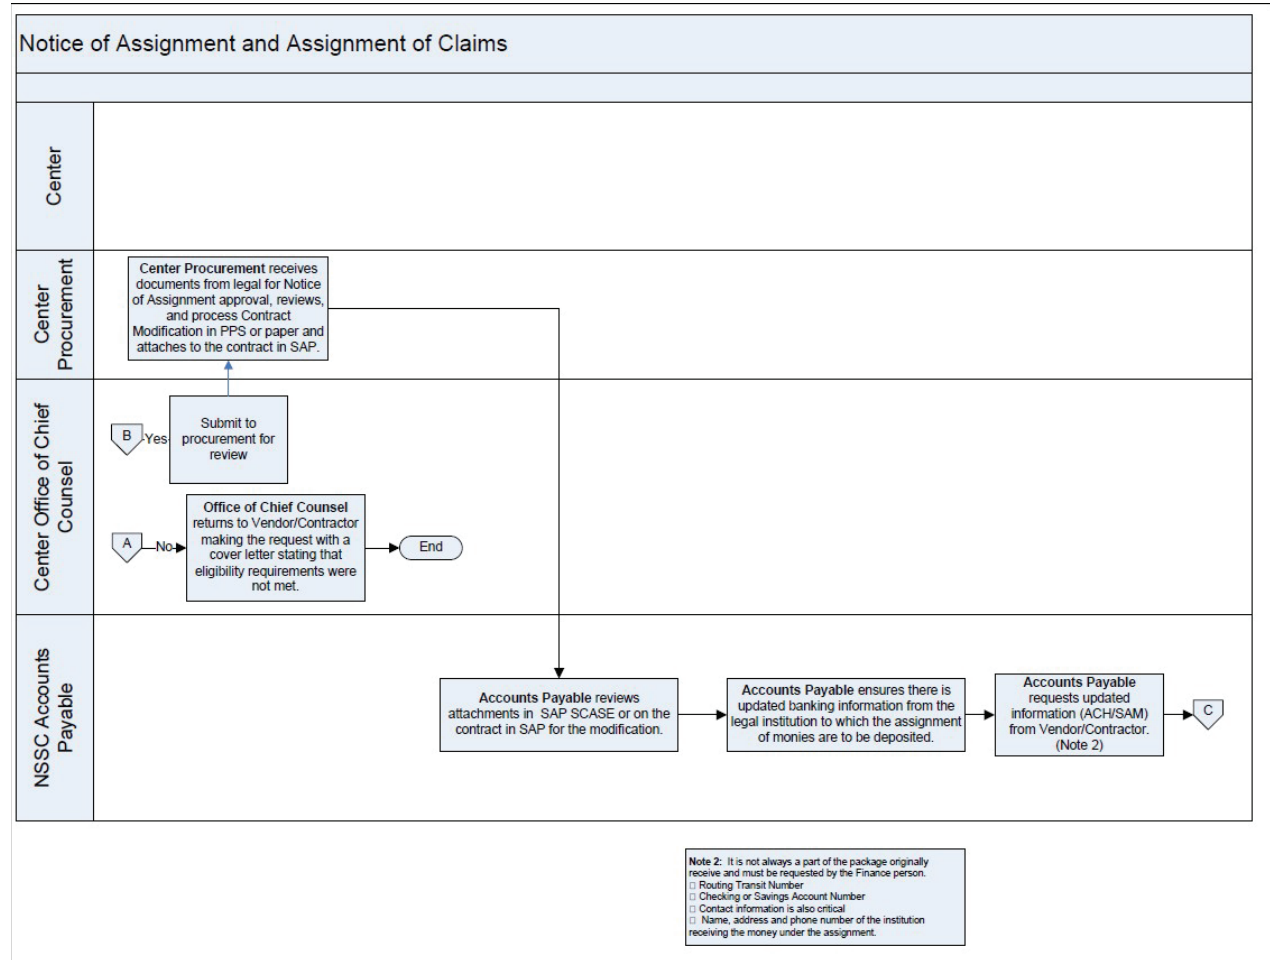 Notice of Assignment and Assignment of Claims
Center
Center
Procurement
Center Procurement receives
documents from legal for Notice
of Assignment approval, reviews,
and process Contract
Modification in PPS or paper and
attaches to the contract in SAP.
Center Office of Chief
Counsel
B
Yes
Submit to
procurement for
review
A
No
Office of Chief Counsel
returns to Vendor/Contractor
making the request with a
cover letter stating that
eligibility requirements were
not met.
End
NSSC Accounts
Payable
Accounts Payable reviews
attachments in SAP SCASE or on the
contract in SAP for the modification.
Accounts Payable ensures there is
updated banking information from the
legal institution to which the assignment
of monies are to be deposited.
Accounts Payable
requests updated
information (ACH/SAM)
from Vendor/Contractor.
(Note 2)
C
Note 2: It is not always a part of the package originally
receive and must be requested by the Finance person.
Routing Transit Number
Checking or Savings Account Number
Contact information is also critical
Name, address and phone number of the institution
receiving the money under the assignment.